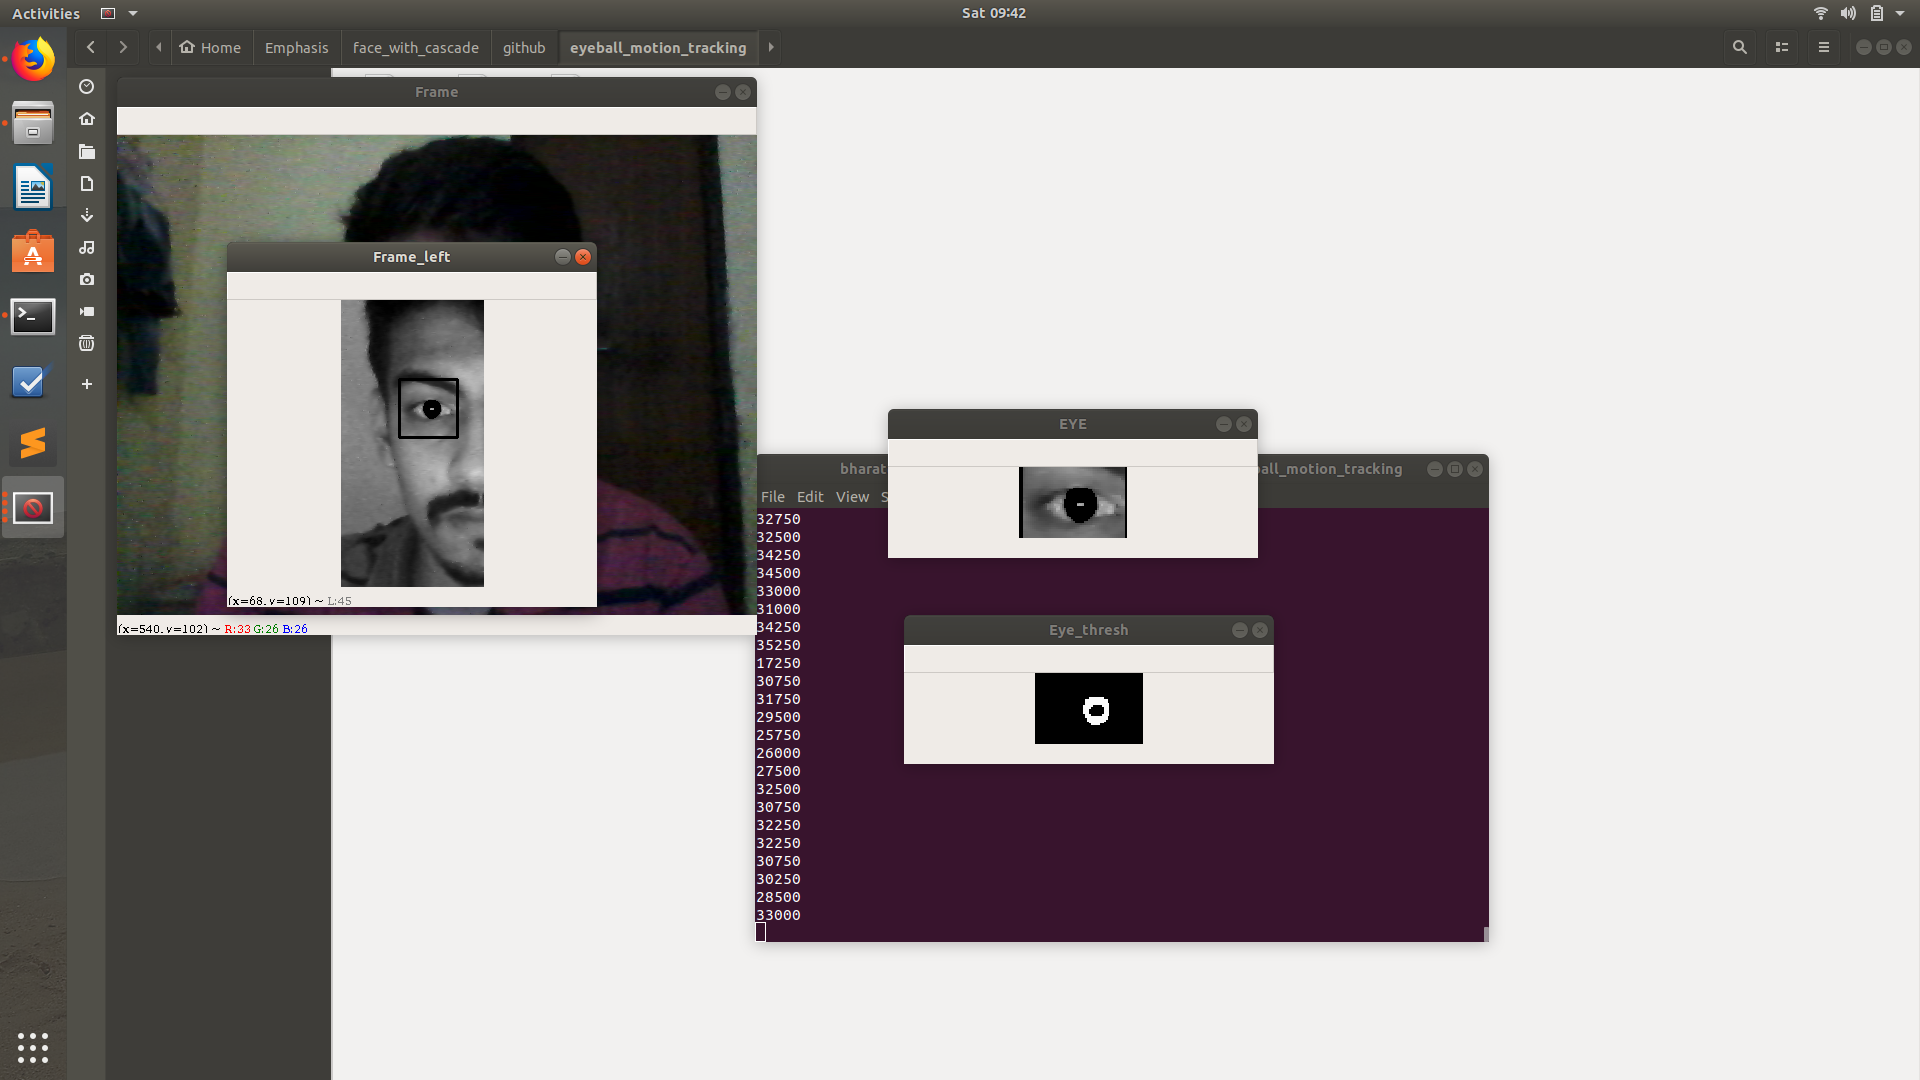 Activities
Sat 09:42
Home Emphasis face_with_cascade github eyeball_motion_tracking
Frame
Frame_left
(x=68, y=109) ~ L:45
(x=540, y=102) ~ R:33 G:26 B:26
EYE
bharat
ball_motion_tracking
File Edit View S
32750
32500
34250
34500
33000
31000
34250
35250
17250
30750
31750
29500
25750
26000
27500
32500
30750
32250
32250
30750
30250
28500
33000
Eye_thresh